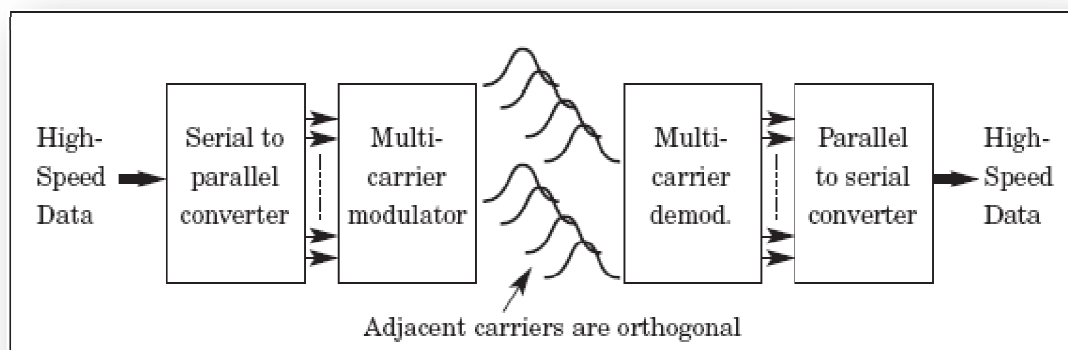 High-
Speed
Data
Serial to
parallel
converter
Multi-
carrier
modulator
Multi-
carrier
demod.
Parallel
to serial
converter
High-
Speed
Data
Adjacent carriers are orthogonal